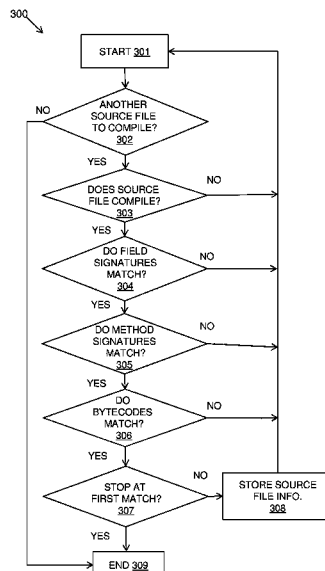 300
START 301
NO
ANOTHER
SOURCE FILE
TO COMPILE?
302
YES
NO
DOES SOURCE
FILE COMPILE?
303
YES
NO
DO FIELD
SIGNATURES
MATCH?
304
YES
NO
DO METHOD
SIGNATURES
MATCH?
305
YES
NO
DO
BYTECODES
MATCH?
306
YES
NO
STOP AT
FIRST MATCH?
307
STORE SOURCE
FILE INFO.
308
YES
END 309